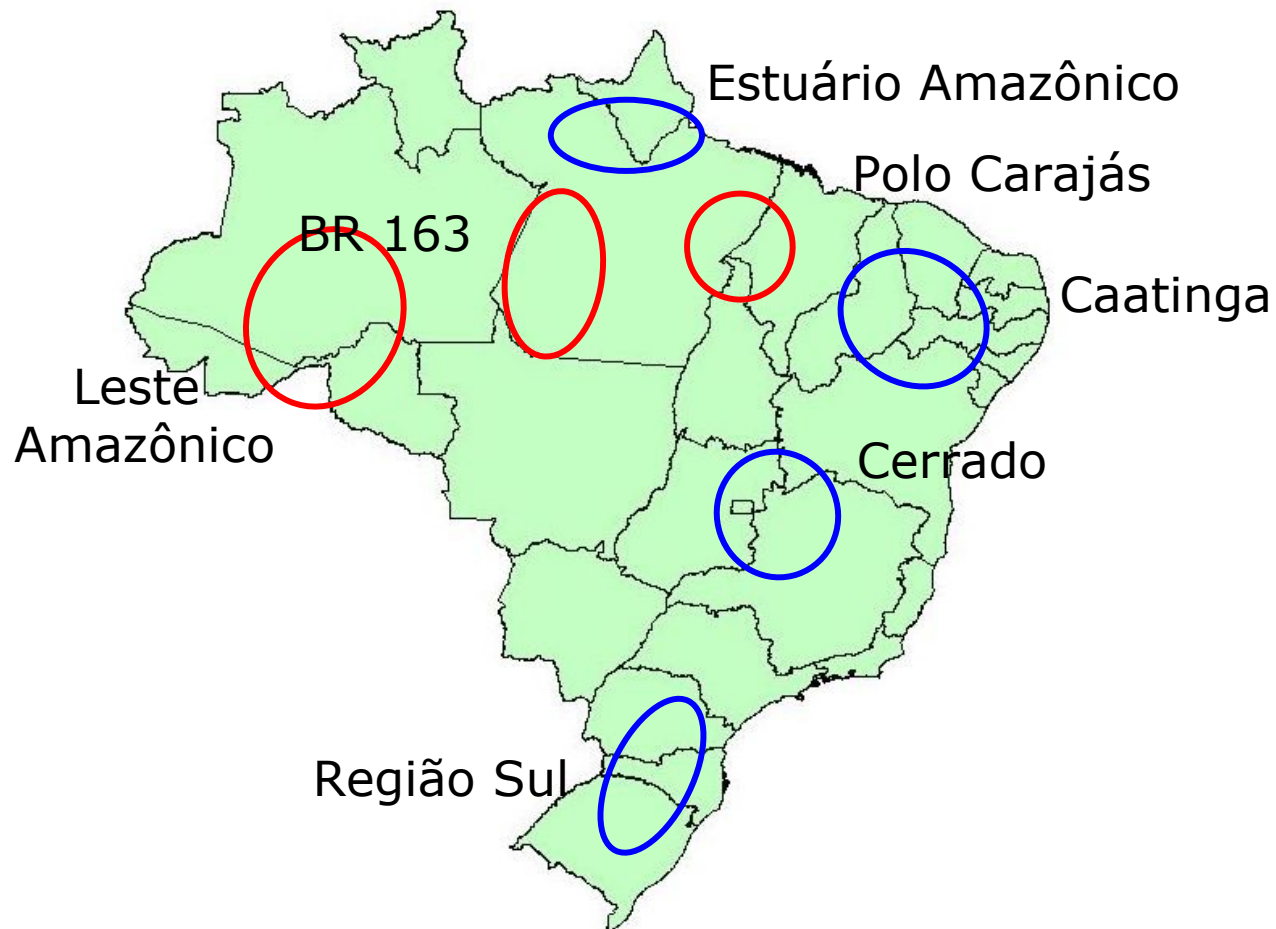 Estuário Amazônico
Polo Carajás
BR 163
Caatinga
Leste
Amazônico
Cerrado
Região Sul